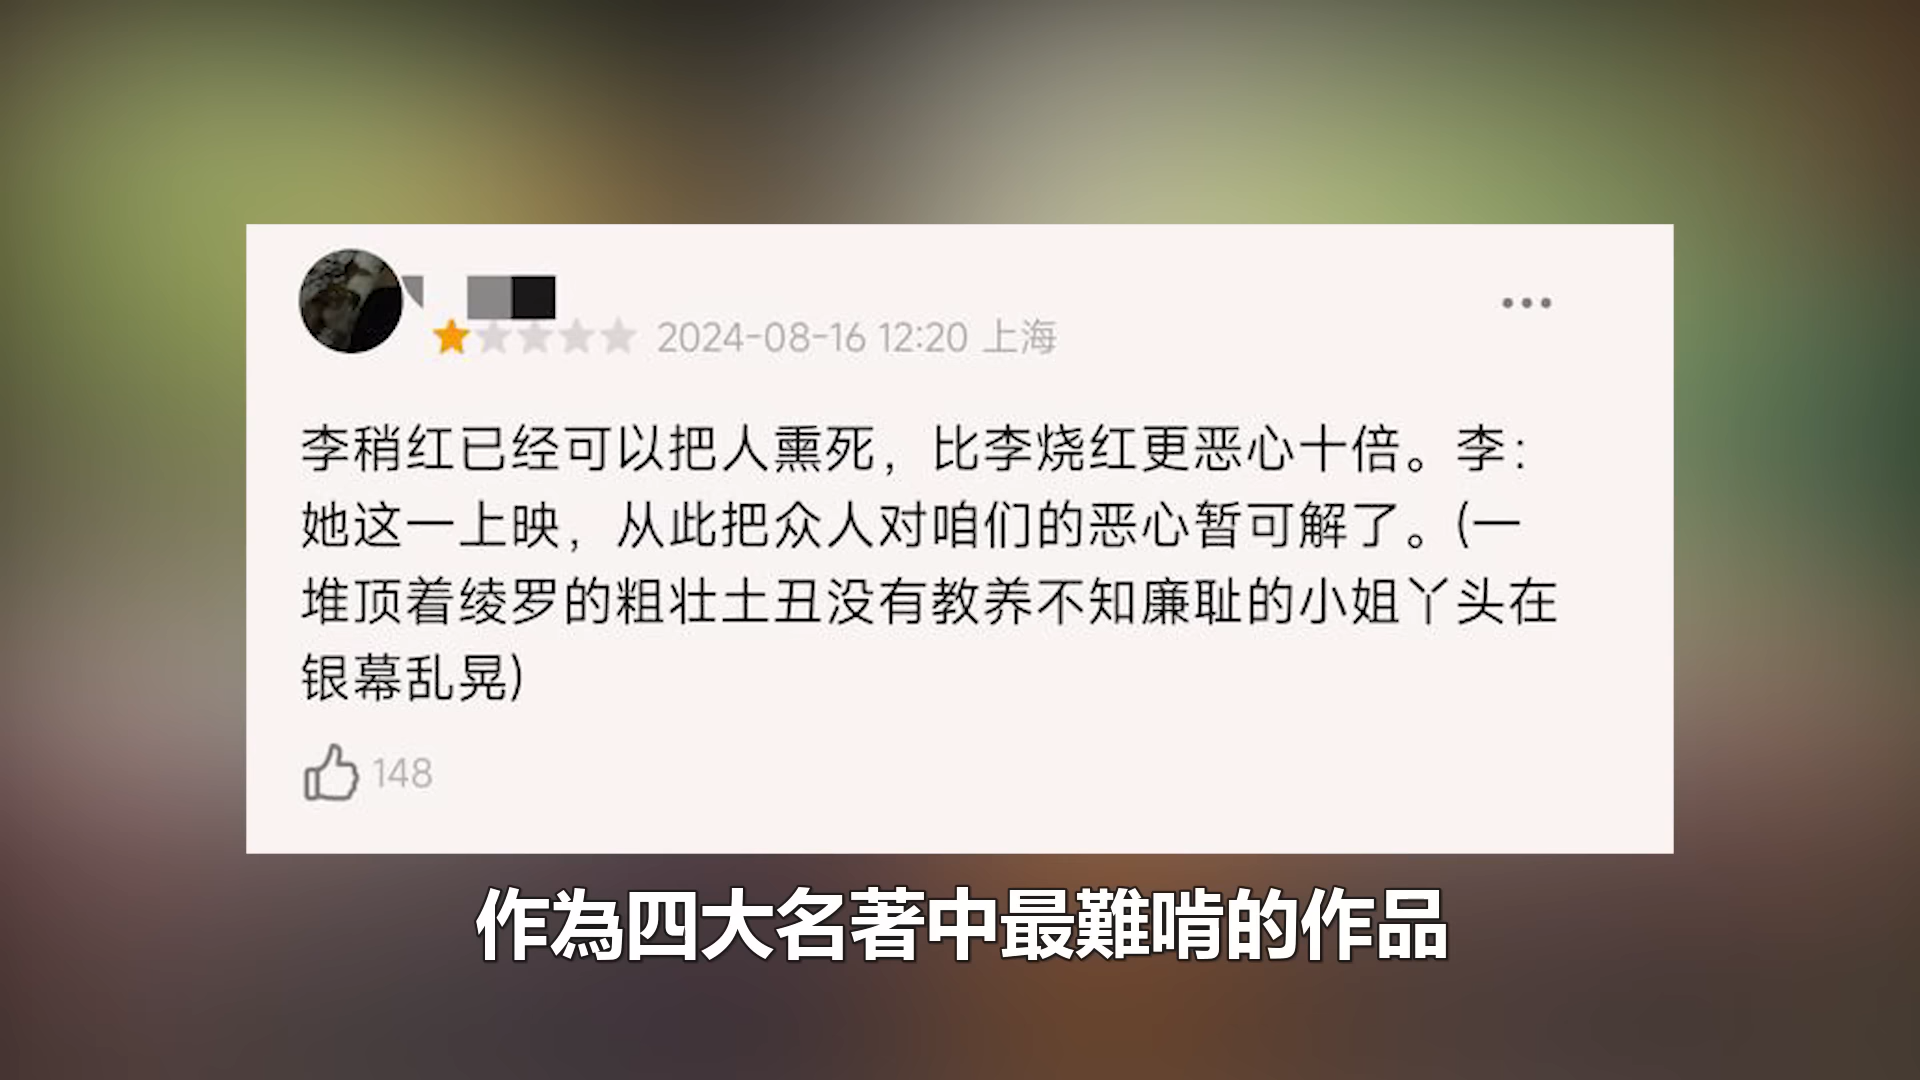 2024-08-16 12:20 上海
李稍红已经可以把人熏死，比李烧红更恶心十倍。李：
她这一上映，从此把众人对咱们的恶心暂可解了。(一
堆顶着绫罗的粗壮土丑没有教养不知廉耻的小姐丫头在
银幕乱晃)
148
作為四大名著中最難啃的作品